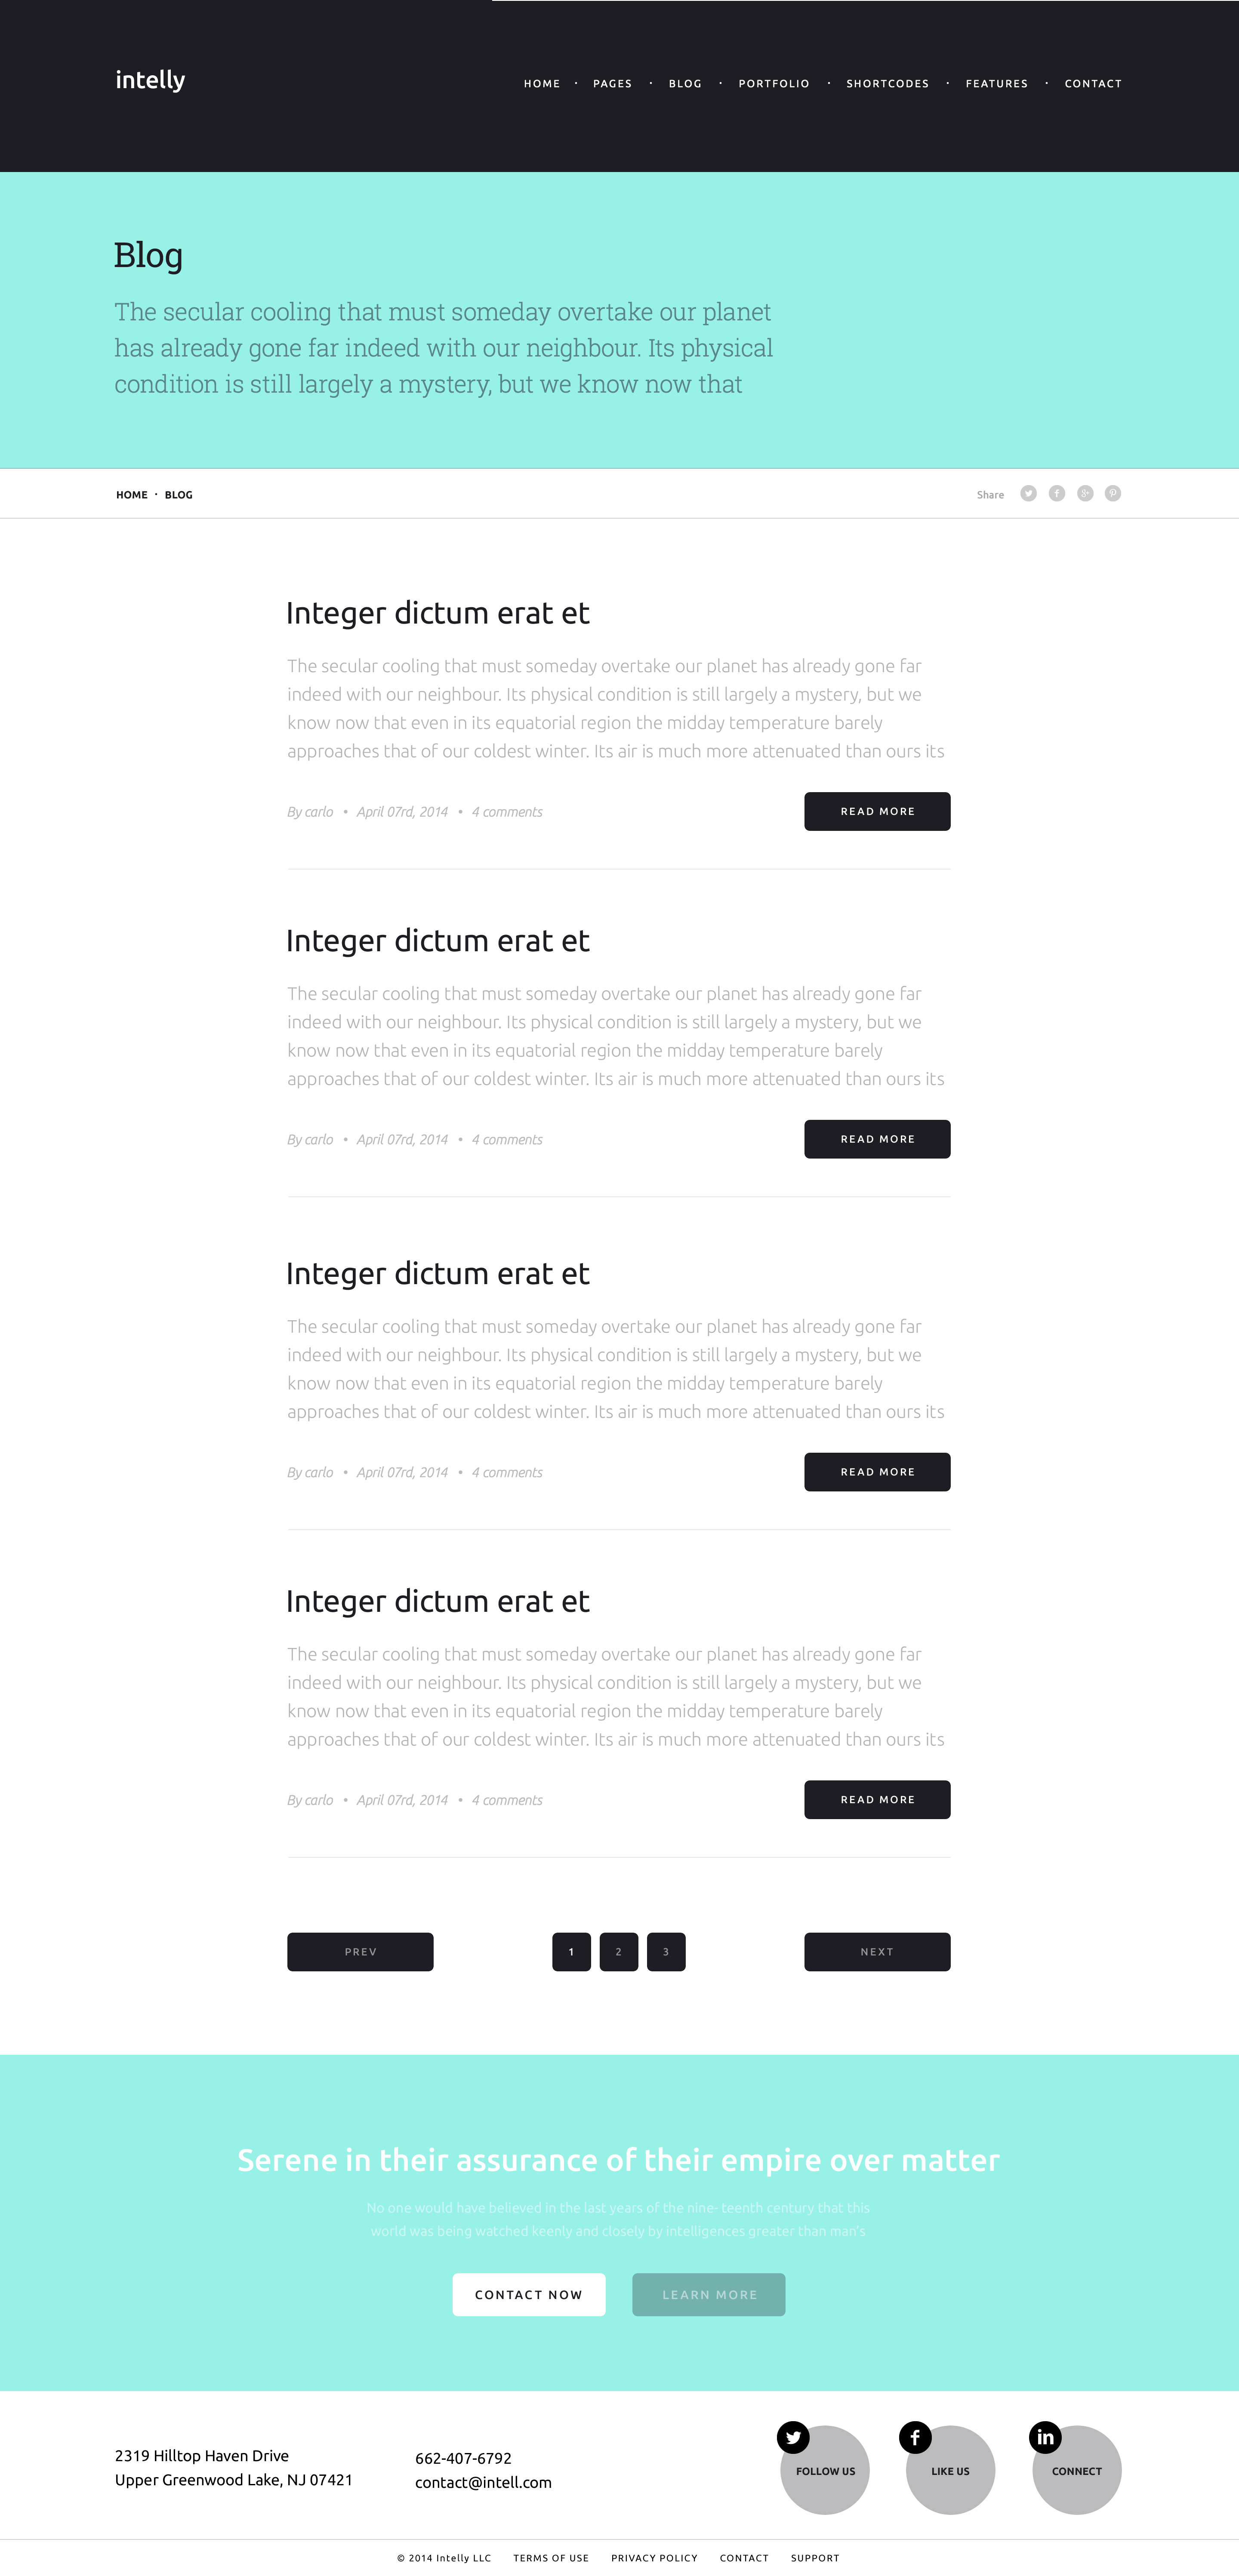 intelly
HOME • PAGES • BLOG • PORTFOLIO • SHORTCODES • FEATURES • CONTACT
Blog
The secular cooling that must someday overtake our planet
has already gone far indeed with our neighbour. Its physical
condition is still largely a mystery, but we know now that
HOME • BLOG
Share
Integer dictum erat et
The secular cooling that must someday overtake our planet has already gone far
indeed with our neighbour. Its physical condition is still largely a mystery, but we
know now that even in its equatorial region the midday temperature barely
approaches that of our coldest winter. Its air is much more attenuated than ours its
By carlo • April 07rd, 2014 • 4 comments
READ MORE
Integer dictum erat et
The secular cooling that must someday overtake our planet has already gone far
indeed with our neighbour. Its physical condition is still largely a mystery, but we
know now that even in its equatorial region the midday temperature barely
approaches that of our coldest winter. Its air is much more attenuated than ours its
By carlo • April 07rd, 2014 • 4 comments
READ MORE
Integer dictum erat et
The secular cooling that must someday overtake our planet has already gone far
indeed with our neighbour. Its physical condition is still largely a mystery, but we
know now that even in its equatorial region the midday temperature barely
approaches that of our coldest winter. Its air is much more attenuated than ours its
By carlo • April 07rd, 2014 • 4 comments
READ MORE
Integer dictum erat et
The secular cooling that must someday overtake our planet has already gone far
indeed with our neighbour. Its physical condition is still largely a mystery, but we
know now that even in its equatorial region the midday temperature barely
approaches that of our coldest winter. Its air is much more attenuated than ours its
By carlo • April 07rd, 2014 • 4 comments
READ MORE
PREV 1 2 3 NEXT
Serene in their assurance of their empire over matter
No one would have believed in the last years of the nine- teenth century that this
world was being watched keenly and closely by intelligences greater than man's
CONTACT NOW LEARN MORE
2319 Hilltop Haven Drive
Upper Greenwood Lake, NJ 07421
662-407-6792
contact@intell.com
FOLLOW US
LIKE US
CONNECT
© 2014 Intelly LLC TERMS OF USE PRIVACY POLICY CONTACT SUPPORT